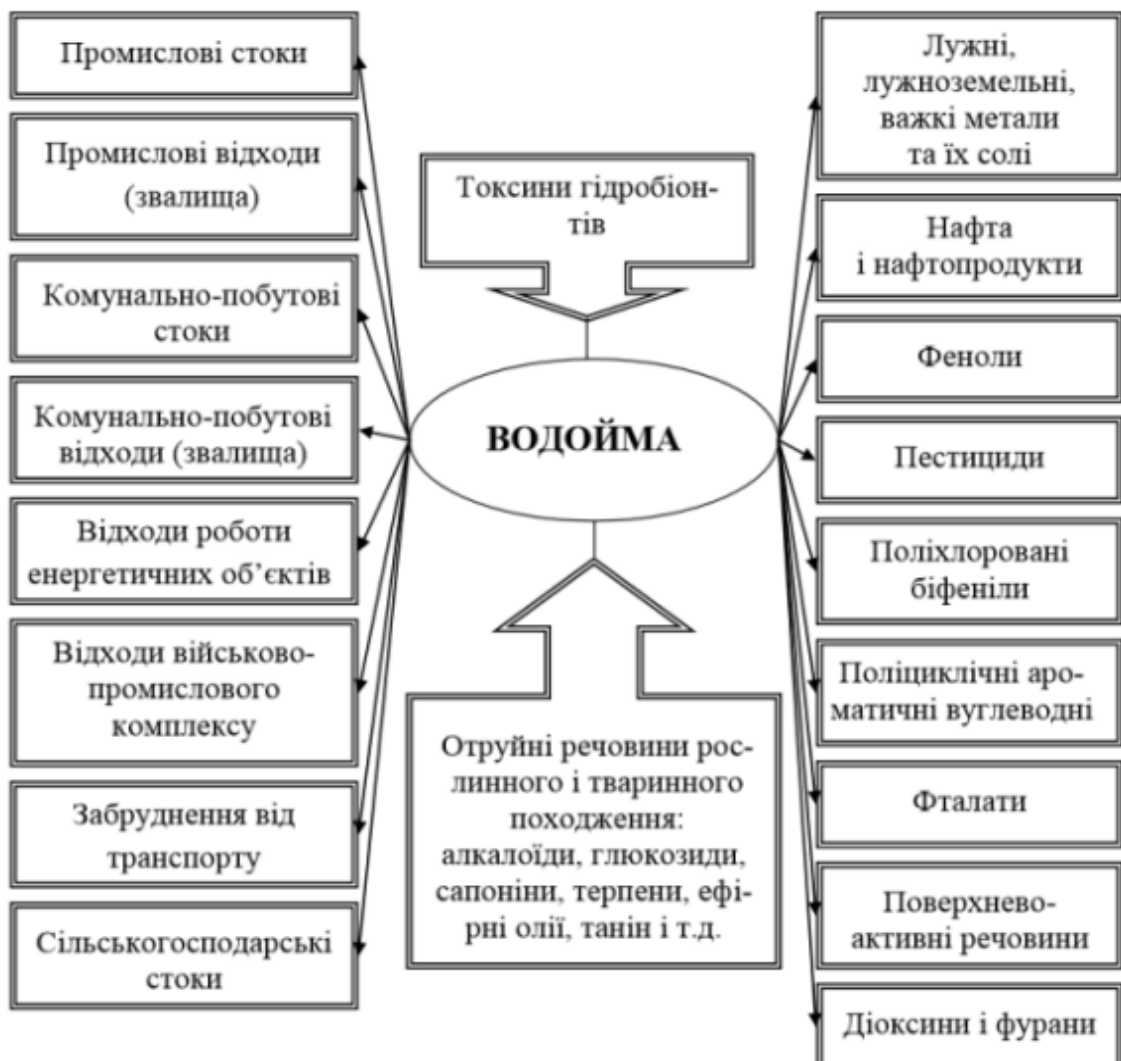 Промислові стоки
Промислові відходи
(звалища)
Комунально-побутові
стоки
Комунально-побутові
відходи (звалища)
Відходи роботи
енергетичних об’єктів
Відходи військово-
промислового
комплексу
Забруднення від
транспорту
Сільськогосподарські
стоки
Токсини гідробіон-
тів
ВОДОЙМА
Отруйні речовини рос-
линного і тваринного
походження:
алкалоїди, глюкозиди,
сапоніни, терпени, ефі-
рні олії, танін і т.д.
Лужні,
лужноземельні,
важкі метали
та їх солі
Нафта
і нафтопродукти
Феноли
Пестициди
Поліхлоровані
біфеніли
Поліциклічні аро-
матичні вуглеводні
Фталати
Поверхнево-
активні речовини
Діоксини і фурани